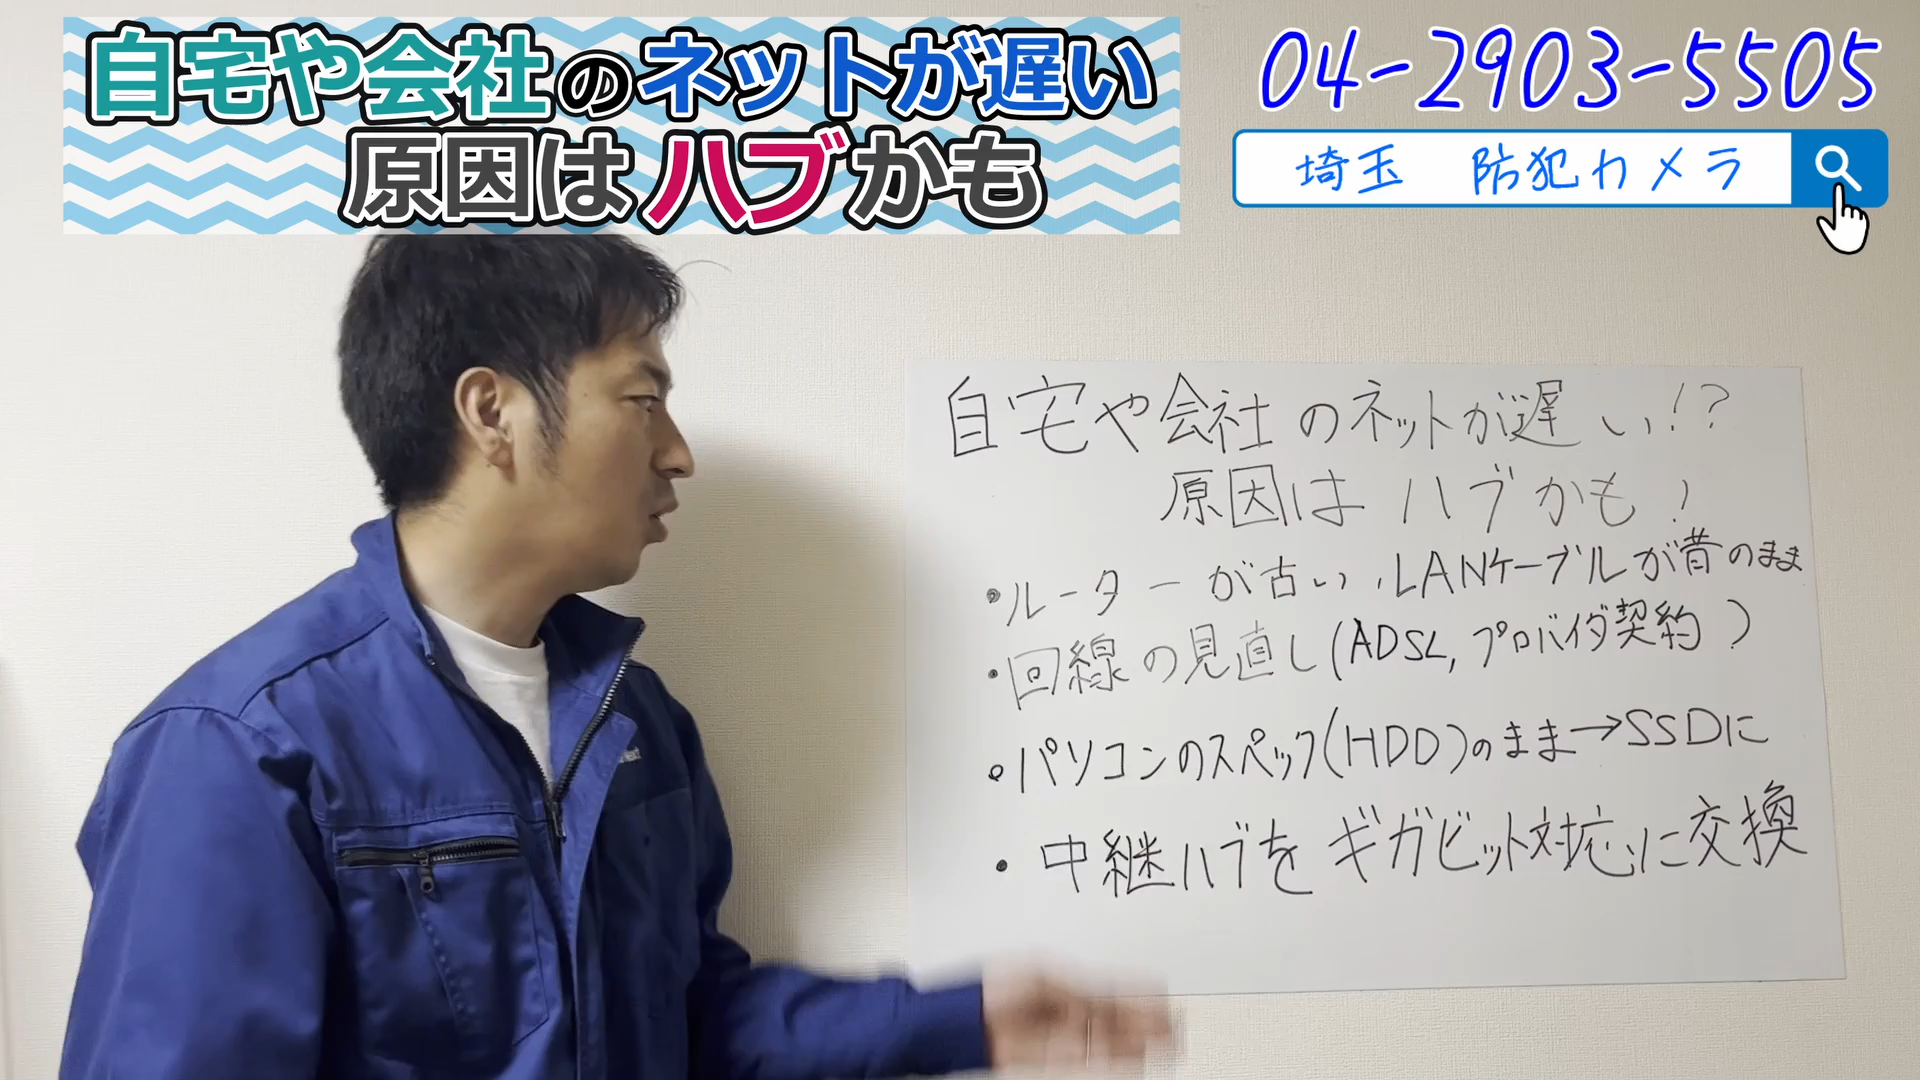 自宅や会社のネットが遅い
原因はハブかも
04-2903-5505
埼玉 防犯カメラ
自宅や会社のネットが遅い!?
原因はハブかも!
・ルーターが古い,LANケーブルが昔のまま
・回線の見直し(ADSL,プロバイダ契約)
・パソコンのスペック(HDD)のまま→SSDに
・中継ハブをギガビット対応に交換